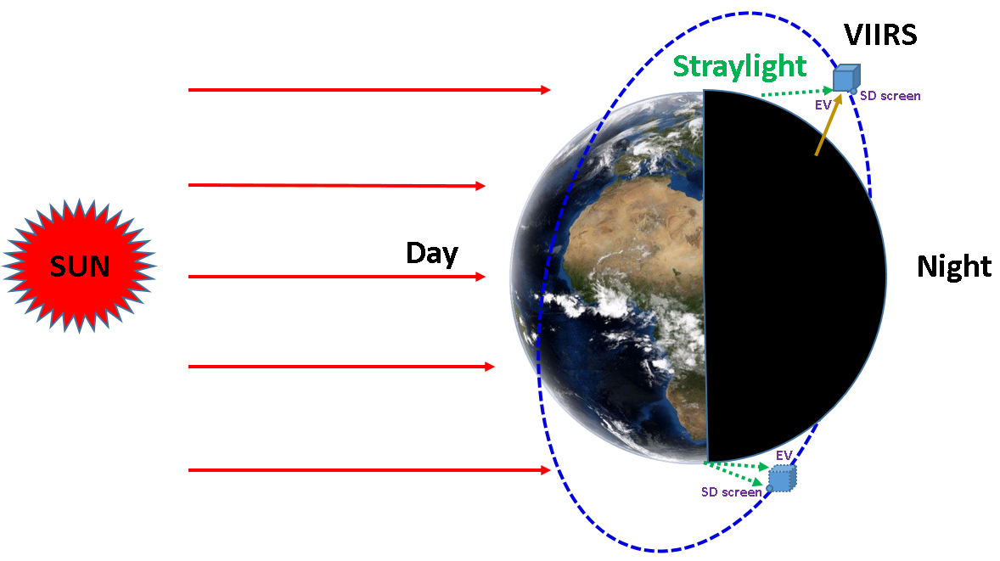 VIIRS
Straylight
SD screen
EV
SUN
Day
Night
EV
SD screen